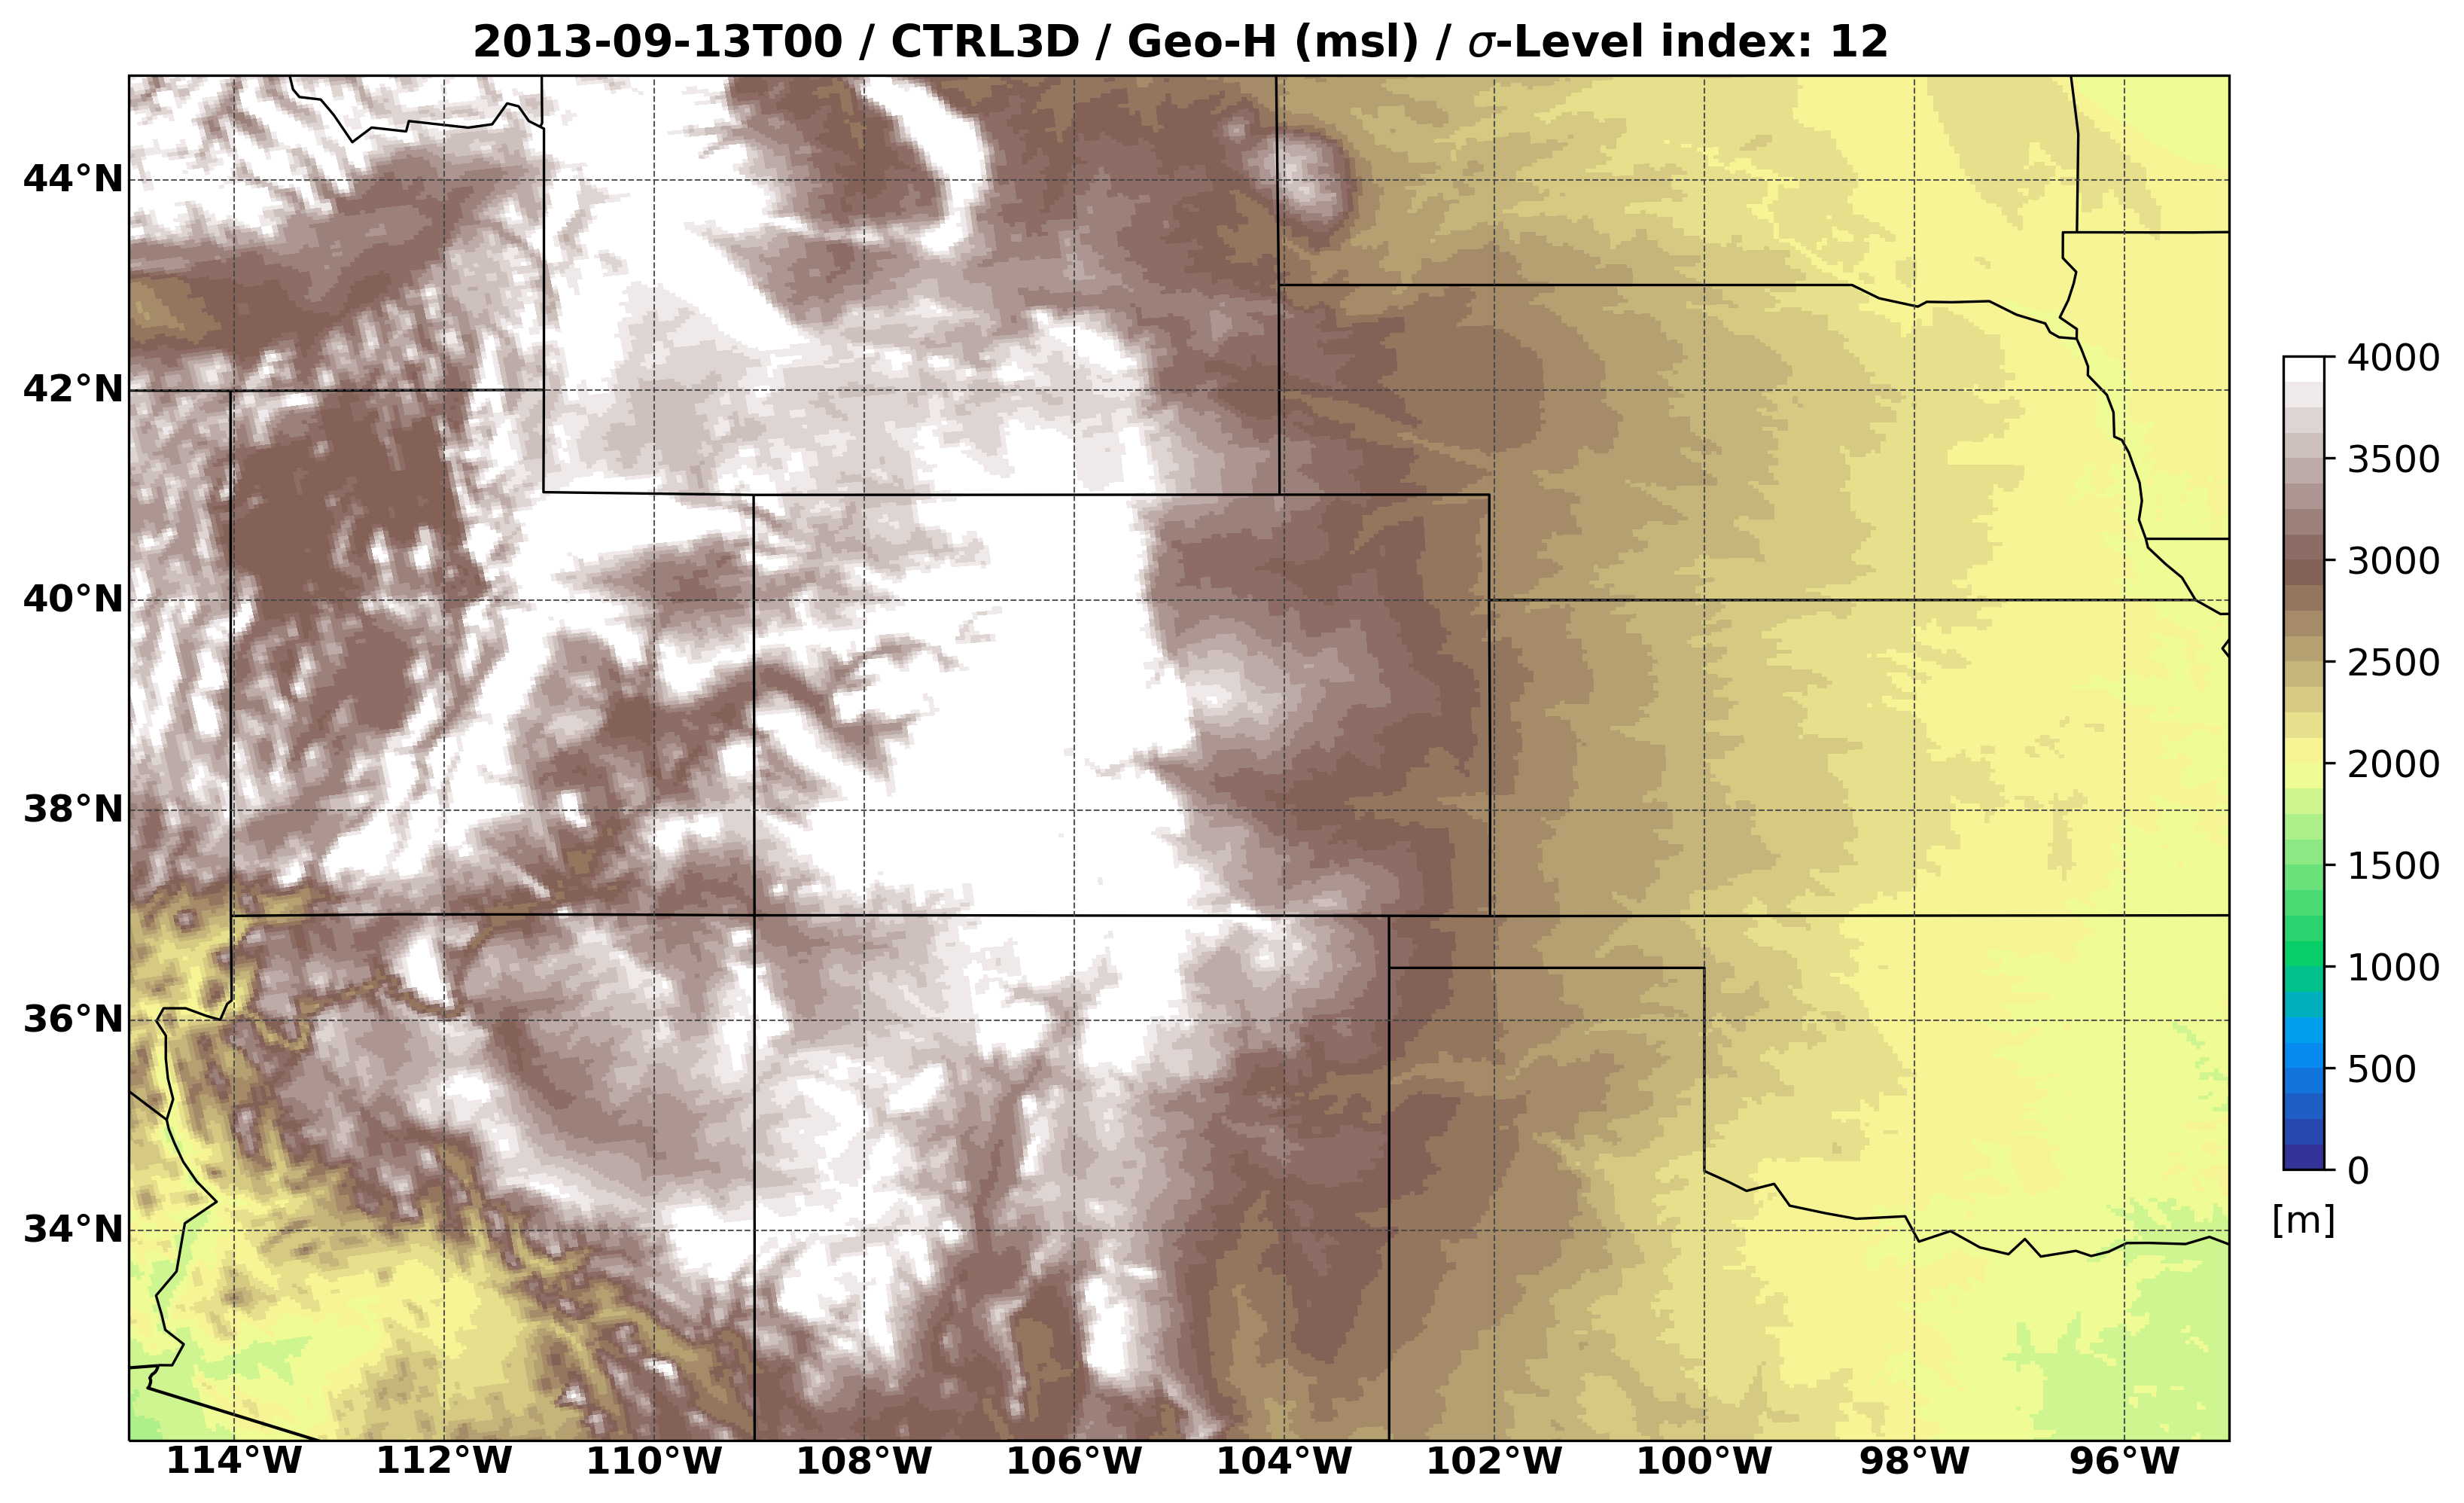 2013-09-13T00 / CTRL3D / Geo-H (msl) / σ-Level index: 12
44°N
42°N
40°N
38°N
36°N
34°N
114°W 112°W 110°W 108°W 106°W 104°W 102°W 100°W 98°W 96°W
4000
3500
3000
2500
2000
1500
1000
500
0
[m]